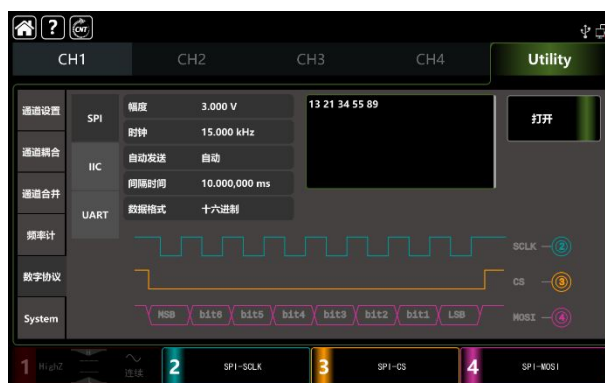 ? CNT
CH1 CH2 CH3 CH4 Utility
通道设置 SPI 幅度 3.000 V 13 21 34 55 89 打开
时钟 15.000 kHz
通道耦合 IIC 自动发送 自动
间隔时间 10.000,000 ms
通道合并 UART 数据格式 十六进制
频率计 SCLK 2
数字协议 CS 3
System MSB bit6 bit5 bit4 bit3 bit2 bit1 LSB MOSI 4
1 HighZ 连续 2 SPI-SCLK 3 SPI-CS 4 SPI-MOSI